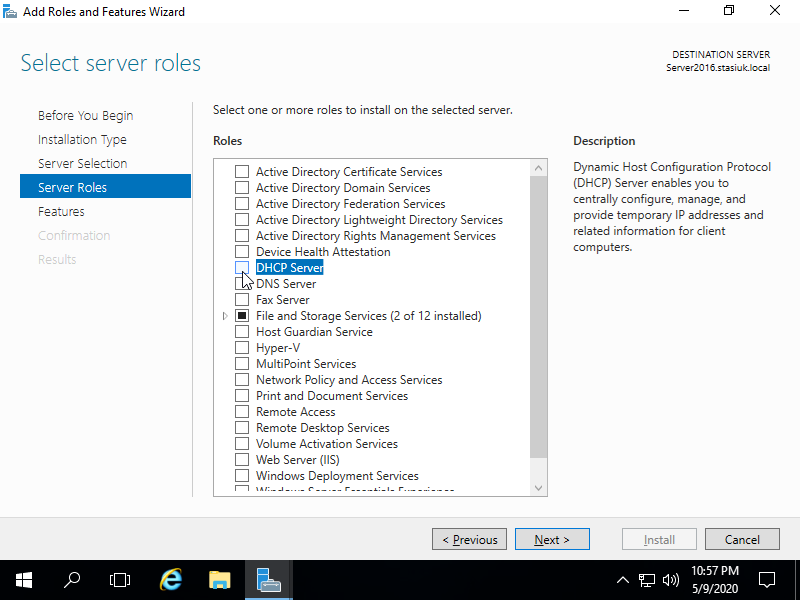 Add Roles and Features Wizard
Select server roles
DESTINATION SERVER
Server2016.stasiuk.local
Before You Begin
Installation Type
Server Selection
Server Roles
Features
Confirmation
Results
Select one or more roles to install on the selected server.
Roles
Active Directory Certificate Services
Active Directory Domain Services
Active Directory Federation Services
Active Directory Lightweight Directory Services
Active Directory Rights Management Services
Device Health Attestation
DHCP Server
DNS Server
Fax Server
File and Storage Services (2 of 12 installed)
Host Guardian Service
Hyper-V
MultiPoint Services
Network Policy and Access Services
Print and Document Services
Remote Access
Remote Desktop Services
Volume Activation Services
Web Server (IIS)
Windows Deployment Services
Windows Server Essentials Experience
Description
Dynamic Host Configuration Protocol
(DHCP) Server enables you to
centrally configure, manage, and
provide temporary IP addresses and
related information for client
computers.
< Previous
Next >
Install
Cancel
10:57 PM
5/9/2020